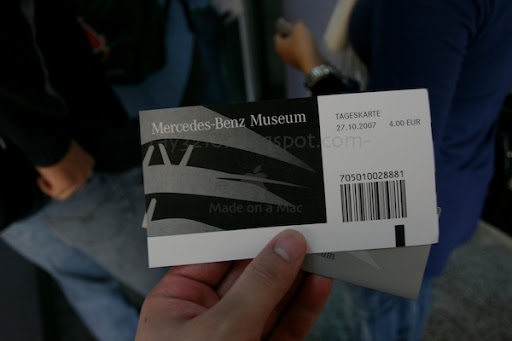 Mercedes-Benz Museum
TAGESKARTE
27.10.2007 4.00 EUR
705010028881
Made on a Mac